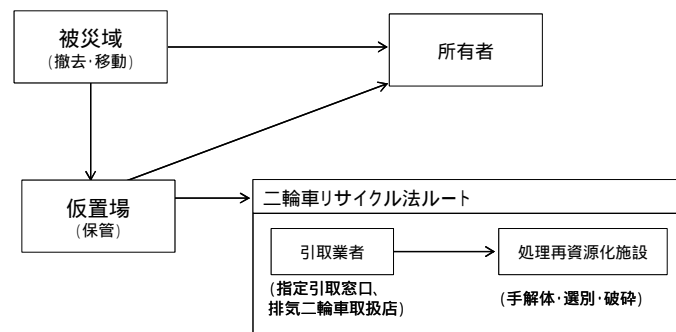 被災域
(撤去･移動)
所有者
仮置場
(保管)
二輪車リサイクル法ルート
引取業者
処理再資源化施設
(指定引取窓口、
排気二輪車取扱店)
(手解体･選別･破砕)